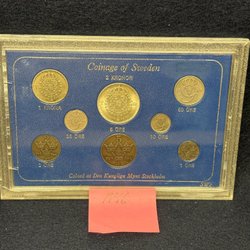 Coinage of Sweden
2 KRONOR
1 KRONA
50 ÖRE
25 ÖRE
5 ÖRE
10 ÖRE
2 ÖRE
1 ÖRE
Coined at Den Kungliga Mynt Stockholm